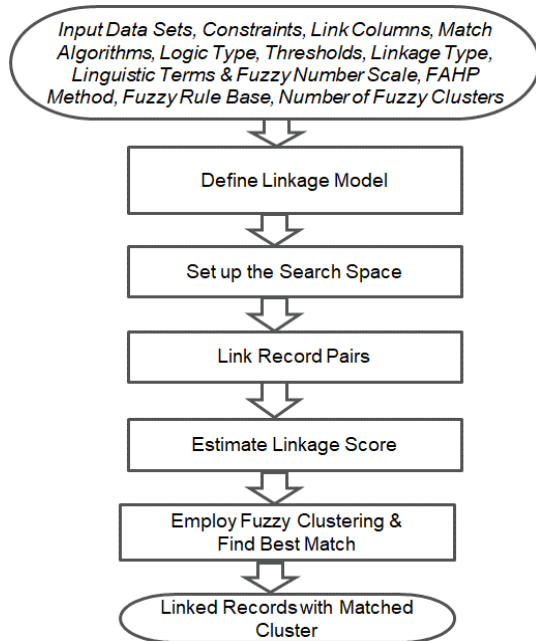 Input Data Sets, Constraints, Link Columns, Match
Algorithms, Logic Type, Thresholds, Linkage Type,
Linguistic Terms & Fuzzy Number Scale, FAHP
Method, Fuzzy Rule Base, Number of Fuzzy Clusters
Define Linkage Model
Set up the Search Space
Link Record Pairs
Estimate Linkage Score
Employ Fuzzy Clustering &
Find Best Match
Linked Records with Matched
Cluster